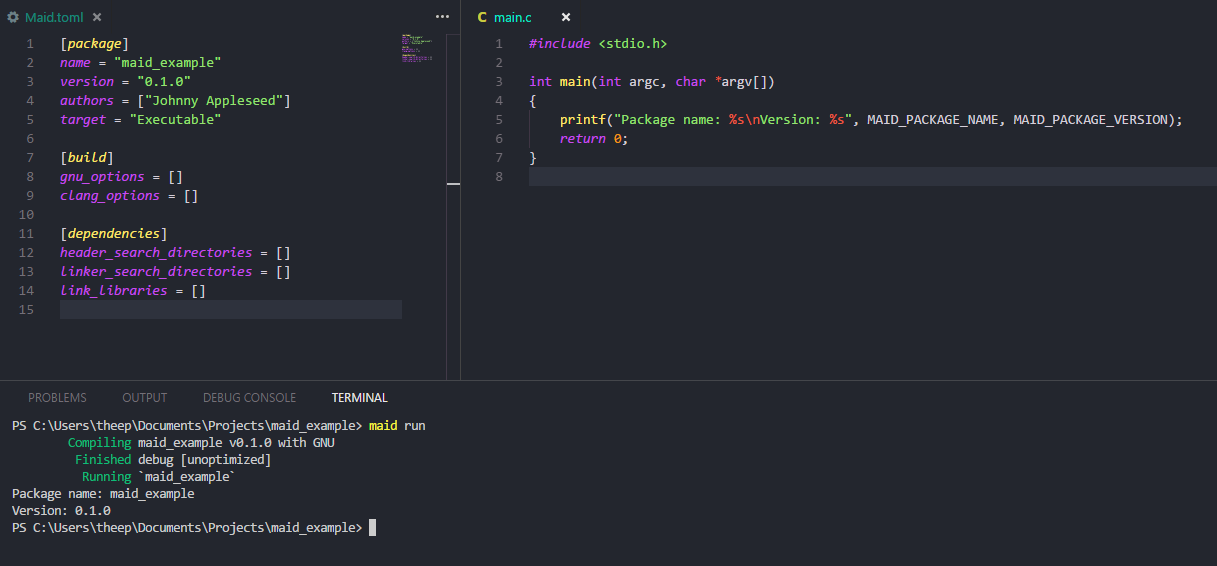 Maid.toml
[package]
name = "maid_example"
version = "0.1.0"
authors = ["Johnny Appleseed"]
target = "Executable"
[build]
gnu_options = []
clang_options = []
[dependencies]
header_search_directories = []
linker_search_directories = []
link_libraries = []
1
2
3
4
5
6
7
8
9
10
11
12
13
14
15
C main.c
1
2
3
4
5
6
7
8
#include <stdio.h>
int main(int argc, char *argv[])
{
printf("Package name: %s\nVersion: %s", MAID_PACKAGE_NAME, MAID_PACKAGE_VERSION);
return 0;
}
PROBLEMS OUTPUT DEBUG CONSOLE TERMINAL
PS C:\Users\theep\Documents\Projects\maid_example> maid run
Compiling maid_example v0.1.0 with GNU
Finished debug [unoptimized]
Running `maid_example`
Package name: maid_example
Version: 0.1.0
PS C:\Users\theep\Documents\Projects\maid_example>